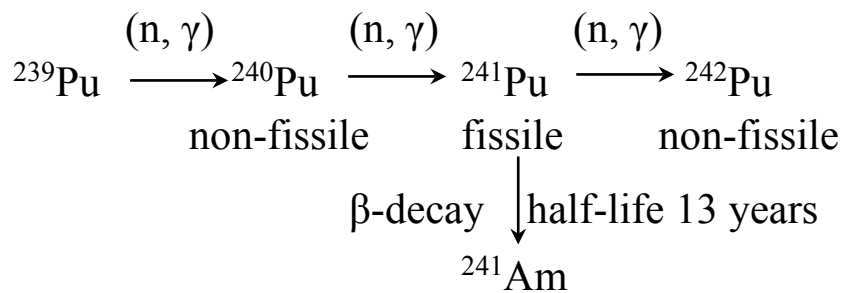 (n, γ) (n, γ) (n, γ)
²³⁹Pu ²⁴⁰Pu ²⁴¹Pu ²⁴²Pu
non-fissile fissile non-fissile
β-decay half-life 13 years
²⁴¹Am